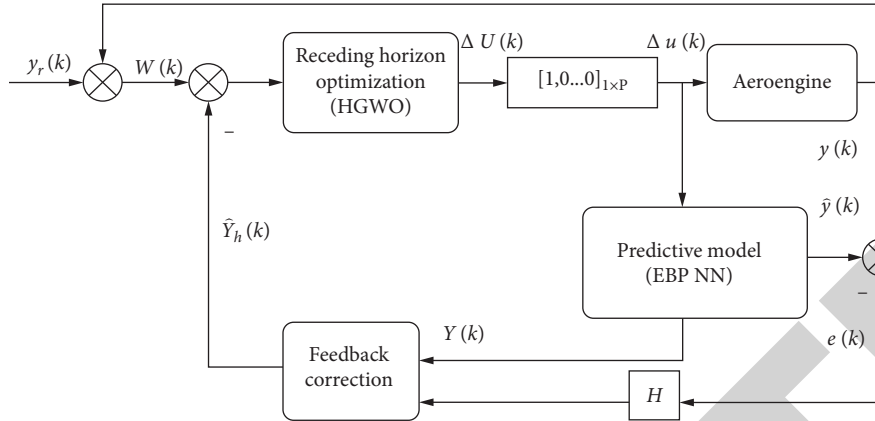 y_r(k)
W(k)
Receding horizon
optimization
(HGWO)
ΔU(k)
[1,0...0]_{1×P}
Δu(k)
Aeroengine
y(k)
–
Ŷ_h(k)
Predictive model
(EBP NN)
ŷ(k)
–
e(k)
Feedback
correction
Y(k)
H